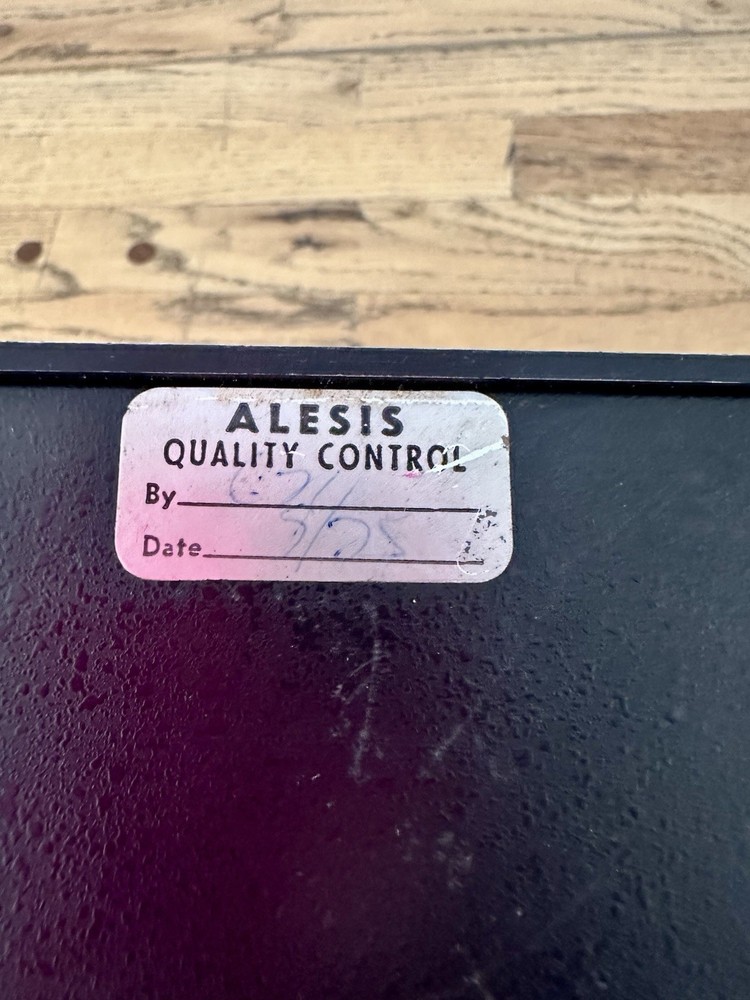 ALESIS
QUALITY CONTROL
By
Date